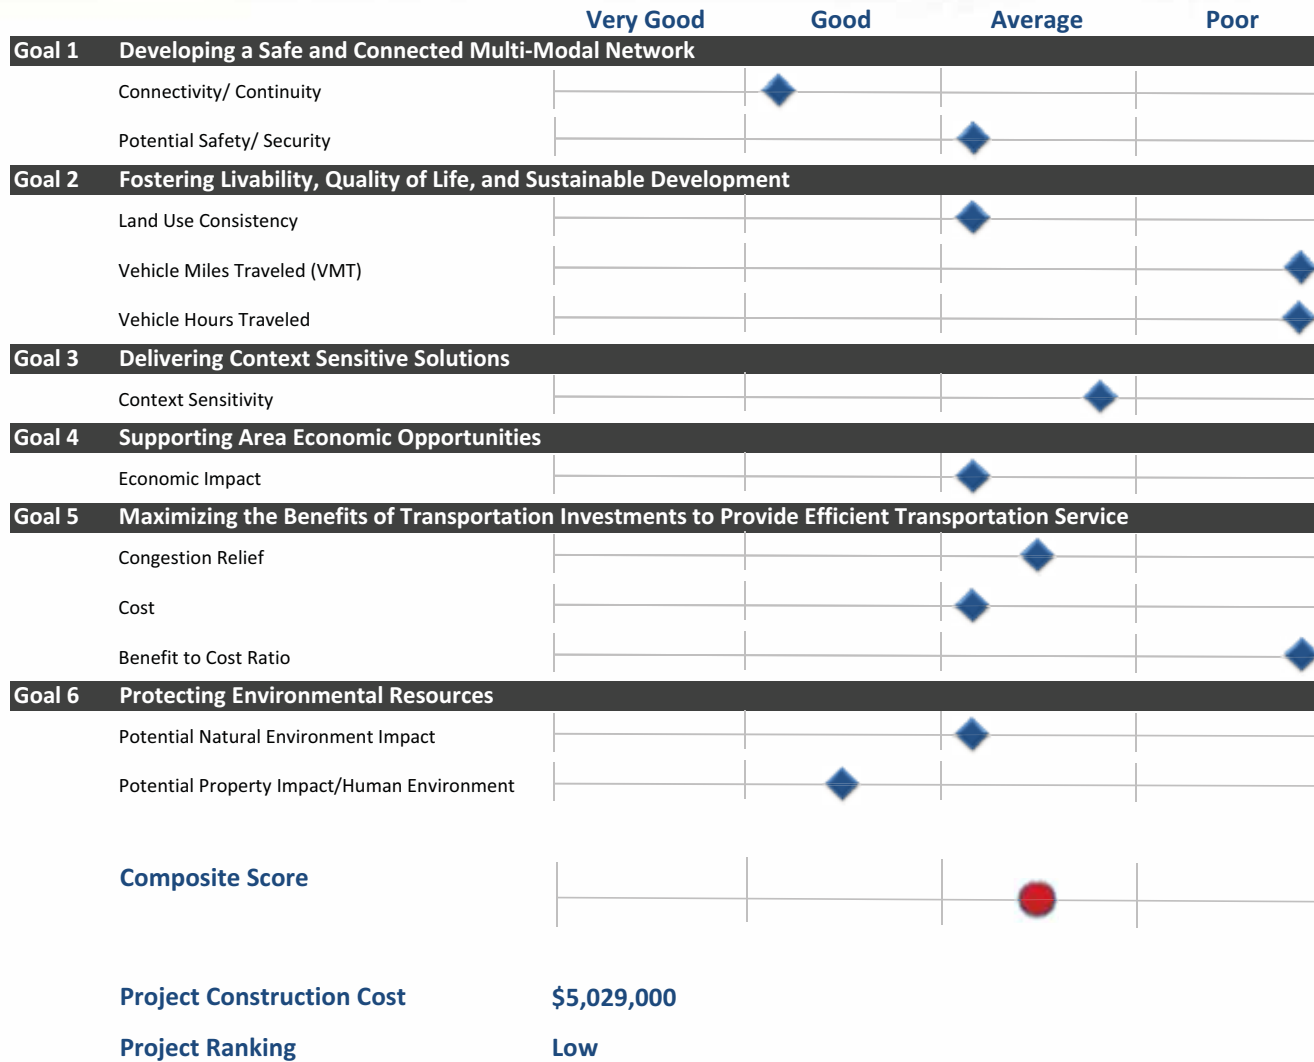 Very Good Good Average Poor
Goal 1 Developing a Safe and Connected Multi-Modal Network
Connectivity/ Continuity
Potential Safety/ Security
Goal 2 Fostering Livability, Quality of Life, and Sustainable Development
Land Use Consistency
Vehicle Miles Traveled (VMT)
Vehicle Hours Traveled
Goal 3 Delivering Context Sensitive Solutions
Context Sensitivity
Goal 4 Supporting Area Economic Opportunities
Economic Impact
Goal 5 Maximizing the Benefits of Transportation Investments to Provide Efficient Transportation Service
Congestion Relief
Cost
Benefit to Cost Ratio
Goal 6 Protecting Environmental Resources
Potential Natural Environment Impact
Potential Property Impact/Human Environment
Composite Score
Project Construction Cost $5,029,000
Project Ranking Low